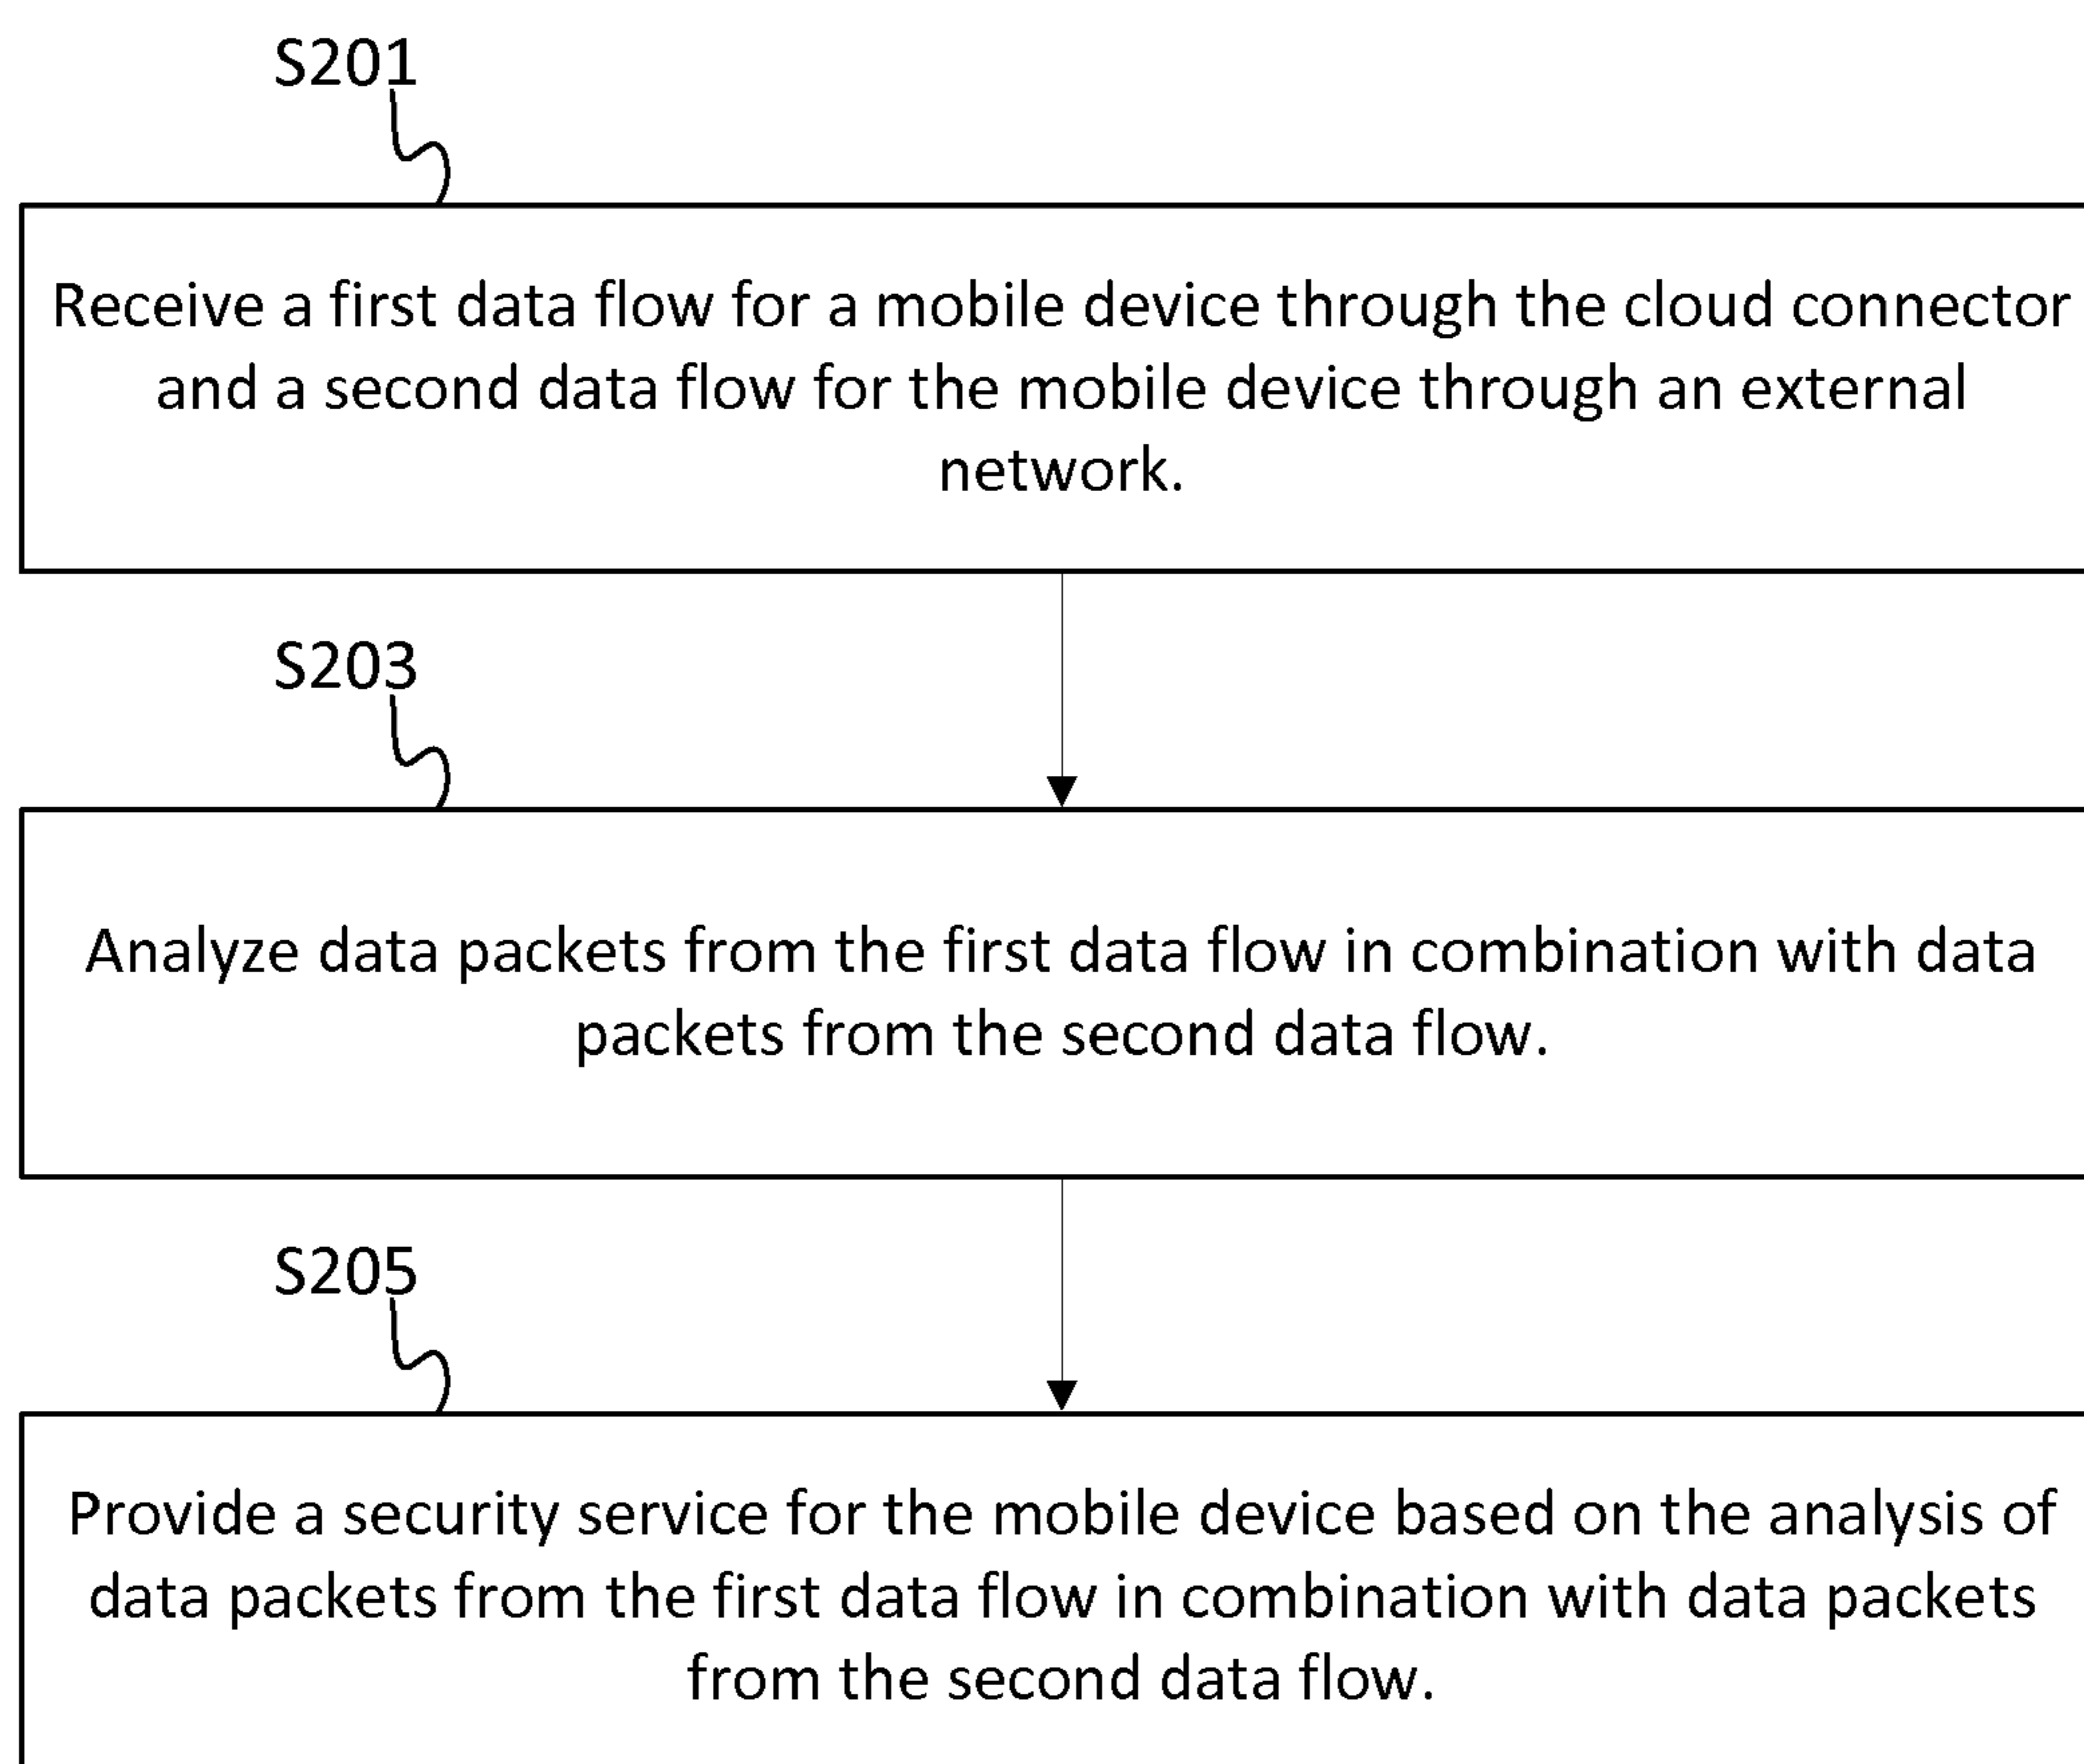 S201
Receive a first data flow for a mobile device through the cloud connector
and a second data flow for the mobile device through an external
network.
S203
Analyze data packets from the first data flow in combination with data
packets from the second data flow.
S205
Provide a security service for the mobile device based on the analysis of
data packets from the first data flow in combination with data packets
from the second data flow.